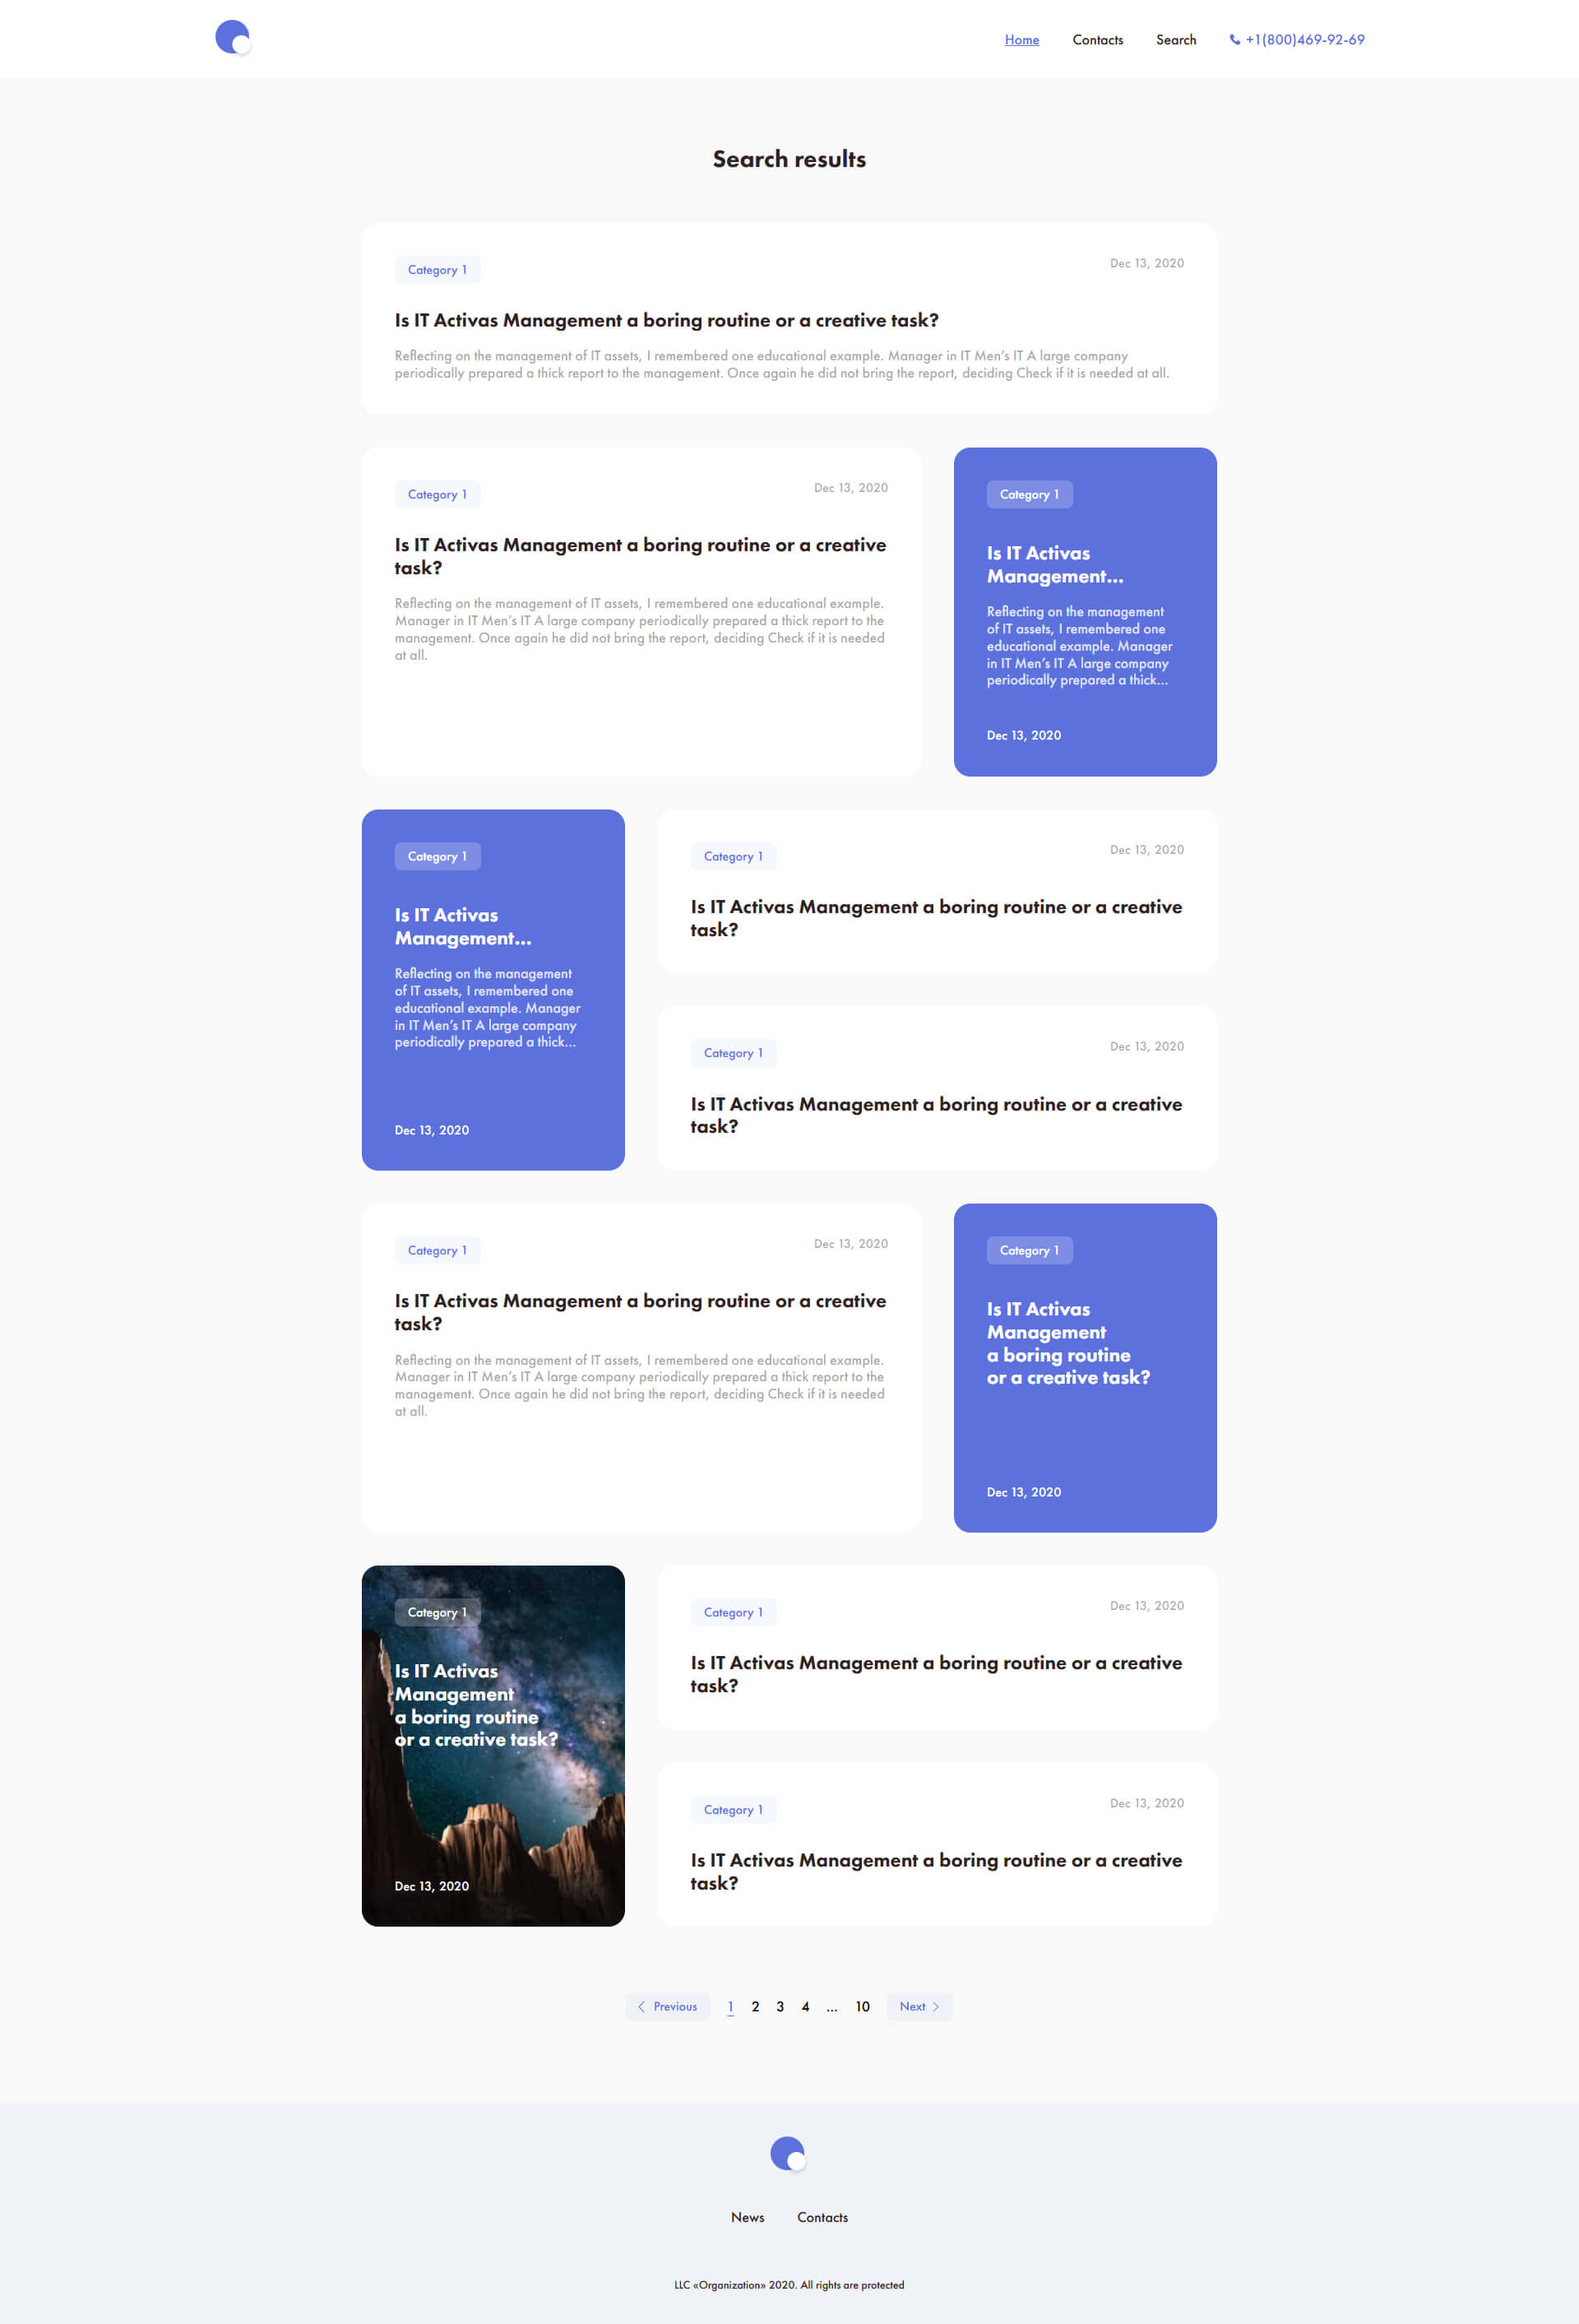 Home Contacts Search +1(800)469-92-69
Search results
Category 1
Dec 13, 2020
Is IT Activas Management a boring routine or a creative task?
Reflecting on the management of IT assets, I remembered one educational example. Manager in IT Men's IT A large company
periodically prepared a thick report to the management. Once again he did not bring the report, deciding Check if it is needed at all.
Category 1
Dec 13, 2020
Is IT Activas Management a boring routine or a creative
task?
Reflecting on the management of IT assets, I remembered one educational example.
Manager in IT Men's IT A large company periodically prepared a thick report to the
management. Once again he did not bring the report, deciding Check if it is needed
at all.
Category 1
Is IT Activas
Management...
Reflecting on the management
of IT assets, I remembered one
educational example. Manager
in IT Men's IT A large company
periodically prepared a thick...
Dec 13, 2020
Category 1
Is IT Activas
Management...
Reflecting on the management
of IT assets, I remembered one
educational example. Manager
in IT Men's IT A large company
periodically prepared a thick...
Dec 13, 2020
Category 1
Dec 13, 2020
Is IT Activas Management a boring routine or a creative
task?
Category 1
Dec 13, 2020
Is IT Activas Management a boring routine or a creative
task?
Category 1
Dec 13, 2020
Is IT Activas Management a boring routine or a creative
task?
Reflecting on the management of IT assets, I remembered one educational example.
Manager in IT Men's IT A large company periodically prepared a thick report to the
management. Once again he did not bring the report, deciding Check if it is needed
at all.
Category 1
Is IT Activas
Management
a boring routine
or a creative task?
Dec 13, 2020
Category 1
Is IT Activas
Management
a boring routine
or a creative task?
Dec 13, 2020
Category 1
Dec 13, 2020
Is IT Activas Management a boring routine or a creative
task?
Category 1
Dec 13, 2020
Is IT Activas Management a boring routine or a creative
task?
Previous 1 2 3 4 ... 10 Next
News Contacts
LLC «Organization» 2020. All rights are protected